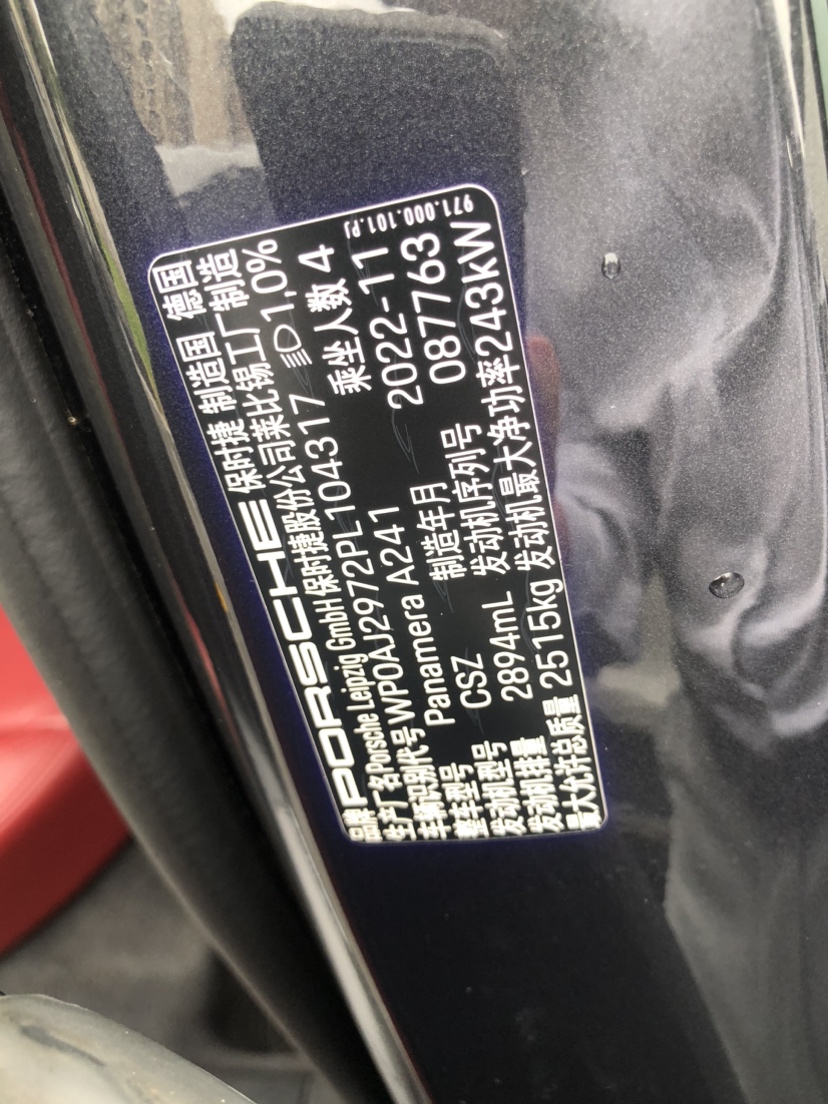 品牌 PORSCHE 保时捷 制造国 德国
生产厂名 Porsche Leipzig GmbH 保时捷股份公司莱比锡工厂制造
车辆识别代号 WP0AJ2972PL104317 1,0%
整车型号 Panamera A241 乘坐人数 4
发动机型号 CSZ 制造年月 2022-11
发动机排量 2894mL 发动机序列号 087763
最大允许总质量 2515kg 发动机最大净功率 243kW
971.000.101.PJ